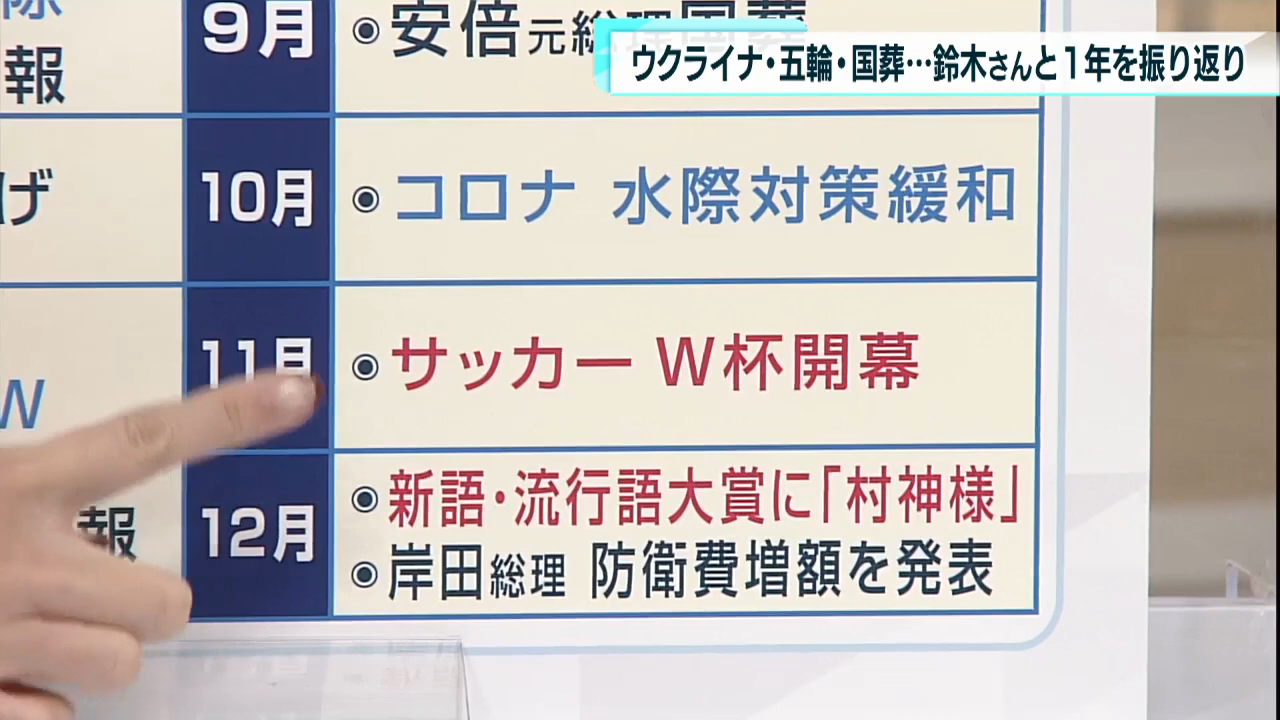 ウクライナ・五輪・国葬…鈴木さんと1年を振り返り
報
9月
◉安倍元総理国葬
げ
10月
◉コロナ 水際対策緩和
W
11月
◉サッカー W杯開幕
報
12月
◉新語・流行語大賞に「村神様」
◉岸田総理 防衛費増額を発表